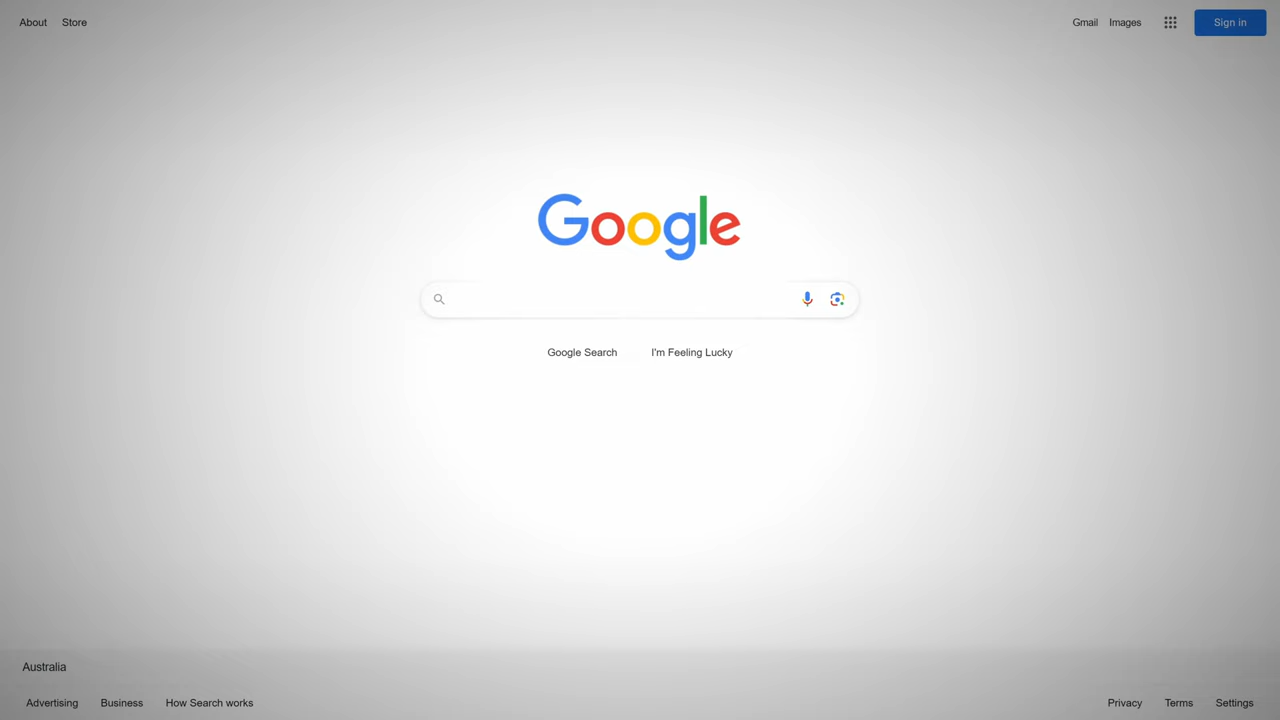 About Store
Gmail Images
Sign in
Google
Google Search I'm Feeling Lucky
Australia
Advertising Business How Search works
Privacy Terms Settings